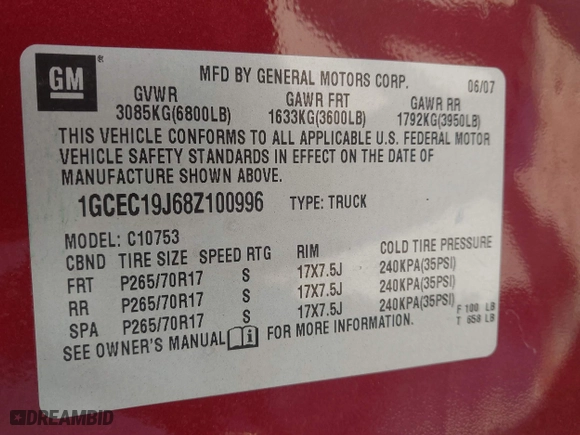 GM ®
MFD BY GENERAL MOTORS CORP. 06/07
GVWR GAWR FRT GAWR RR
3085KG(6800LB) 1633KG(3600LB) 1792KG(3950LB)
THIS VEHICLE CONFORMS TO ALL APPLICABLE U.S. FEDERAL MOTOR
VEHICLE SAFETY STANDARDS IN EFFECT ON THE DATE OF
MANUFACTURE SHOWN ABOVE.
1GCEC19J68Z100996 TYPE: TRUCK
MODEL: C10753
CBND TIRE SIZE SPEED RTG RIM COLD TIRE PRESSURE
FRT P265/70R17 S 17X7.5J 240KPA(35PSI)
RR P265/70R17 S 17X7.5J 240KPA(35PSI)
SPA P265/70R17 S 17X7.5J 240KPA(35PSI)
SEE OWNER'S MANUAL i FOR MORE INFORMATION. F 100 LB
T 658 LB
DREAMBID